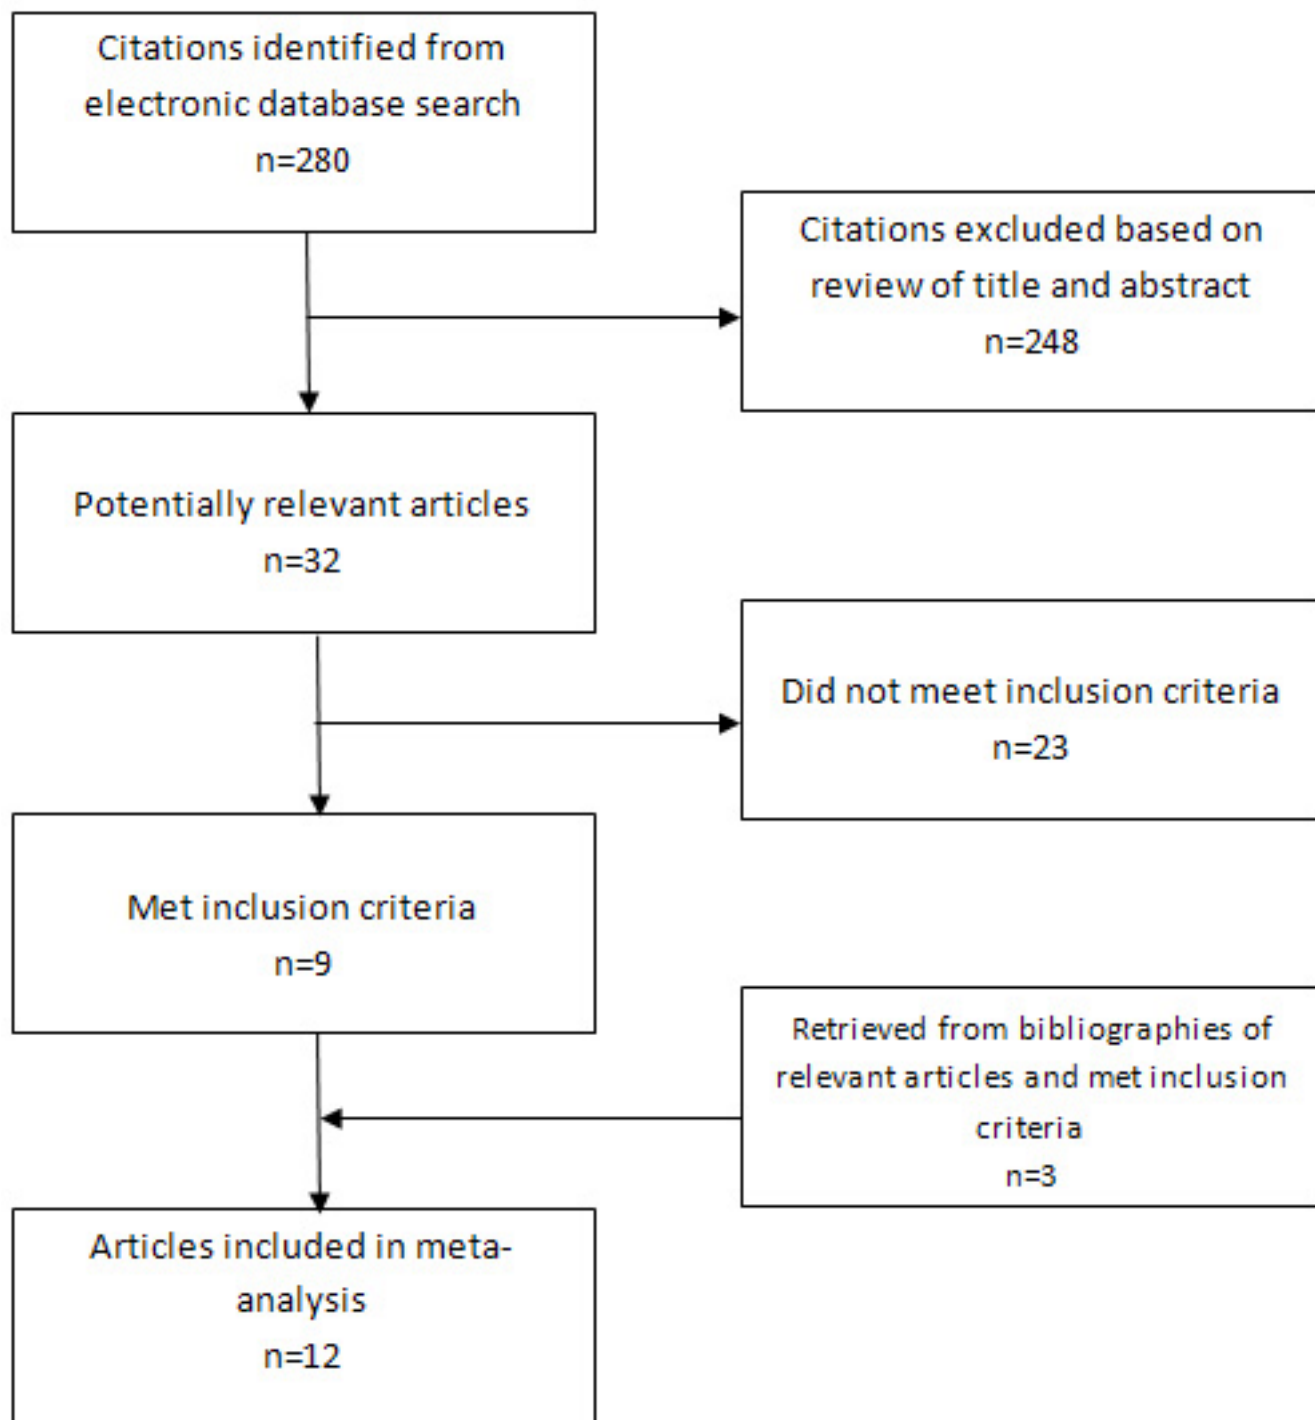 Citations identified from
electronic database search
n=280
Citations excluded based on
review of title and abstract
n=248
Potentially relevant articles
n=32
Did not meet inclusion criteria
n=23
Met inclusion criteria
n=9
Retrieved from bibliographies of
relevant articles and met inclusion
criteria
n=3
Articles included in meta-
analysis
n=12